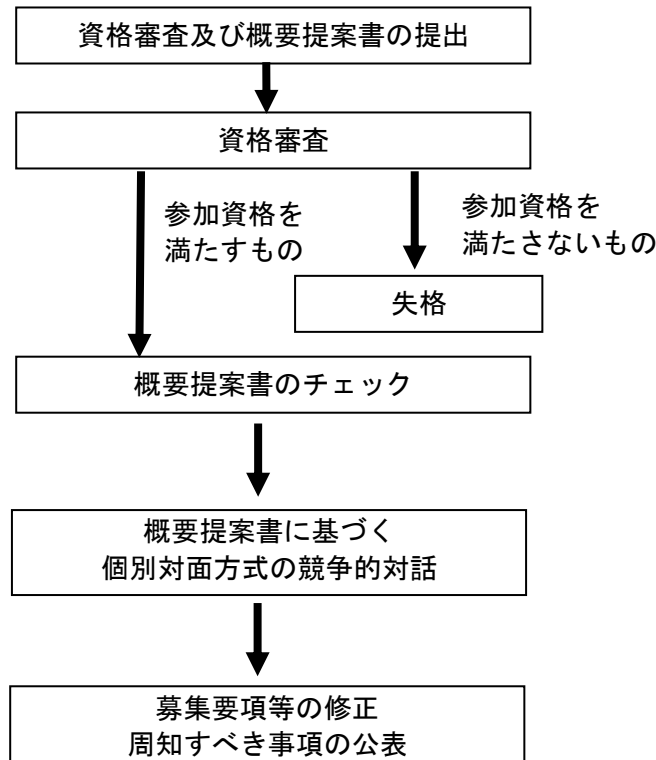 資格審査及び概要提案書の提出
資格審査
参加資格を
満たすもの
参加資格を
満たさないもの
失格
概要提案書のチェック
概要提案書に基づく
個別対面方式の競争的対話
募集要項等の修正
周知すべき事項の公表